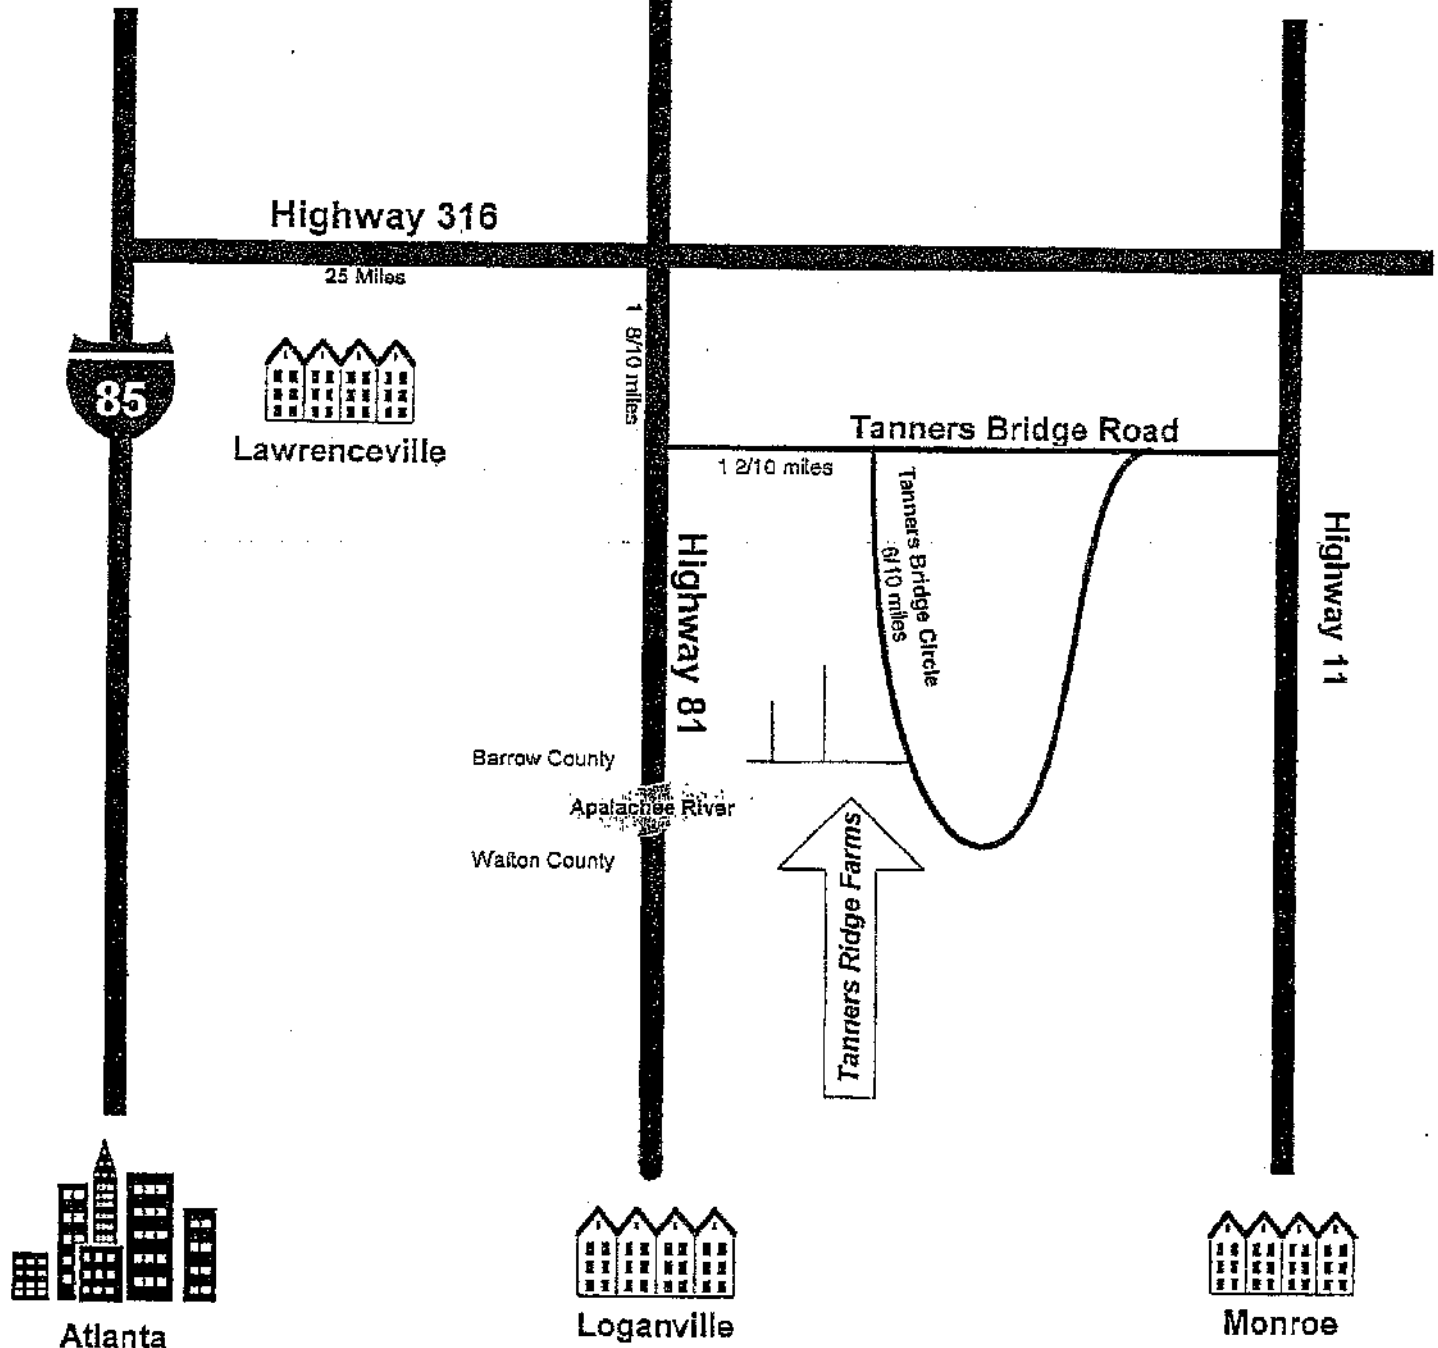 Highway 316
25 Miles
1 8/10 miles
85
Lawrenceville
Tanners Bridge Road
1 2/10 miles
Tanners Bridge Circle
6/10 miles
Highway 81
Highway 11
Barrow County
Apalachee River
Walton County
Tanners Ridge Farms
Atlanta
Loganville
Monroe